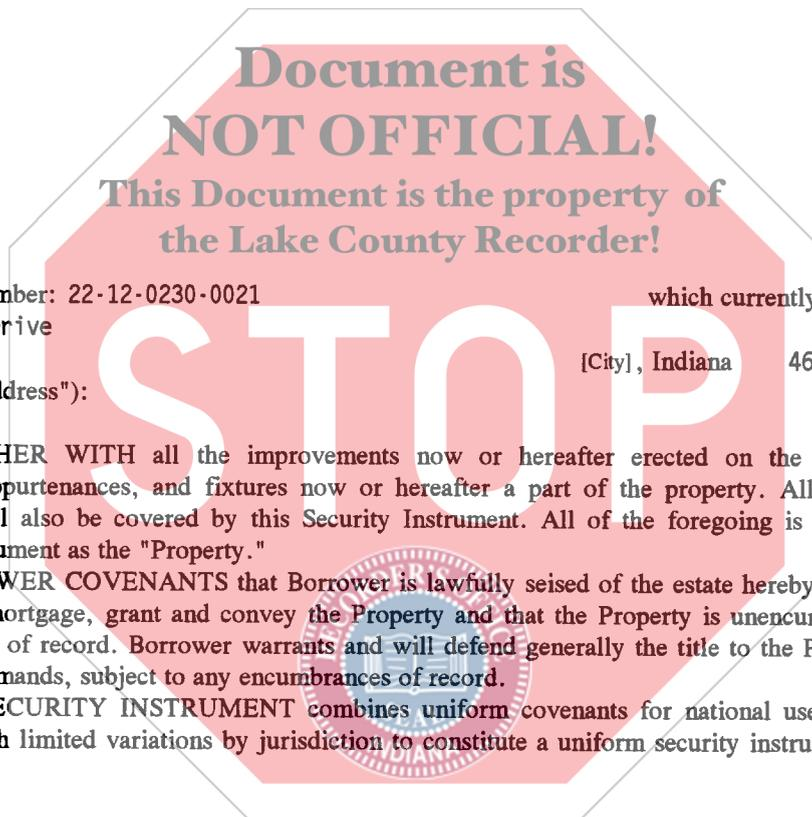 Document is
NOT OFFICIAL!
This Document is the property of
the Lake County Recorder!
mber: 22-12-0230-0021 which currently
rive
[City], Indiana 46
ddress"):
STOP
HER WITH all the improvements now or hereafter erected on the
ppurtenances, and fixtures now or hereafter a part of the property. All
l also be covered by this Security Instrument. All of the foregoing is
ument as the "Property."
WER COVENANTS that Borrower is lawfully seised of the estate hereby
nortgage, grant and convey the Property and that the Property is unencum
of record. Borrower warrants and will defend generally the title to the P
mands, subject to any encumbrances of record.
ECURITY INSTRUMENT combines uniform covenants for national use
h limited variations by jurisdiction to constitute a uniform security instru
SEAL
INDIANA